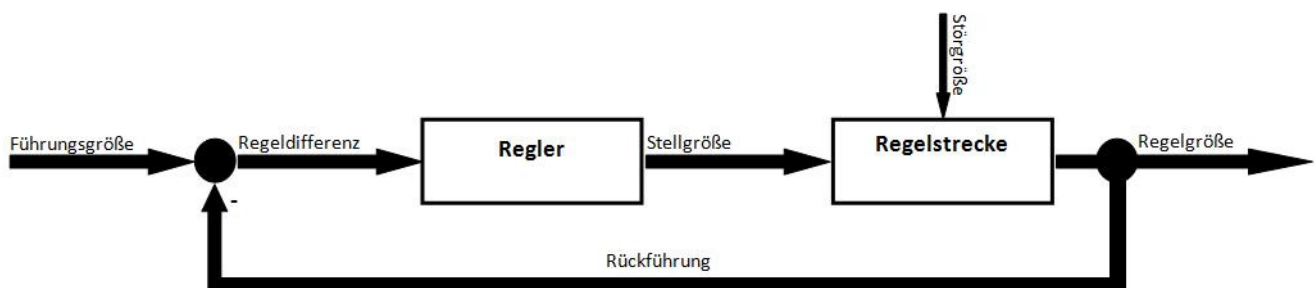 Störgröße
Führungsgröße
Regeldifferenz
Regler
Stellgröße
Regelstrecke
Regelgröße
-
Rückführung